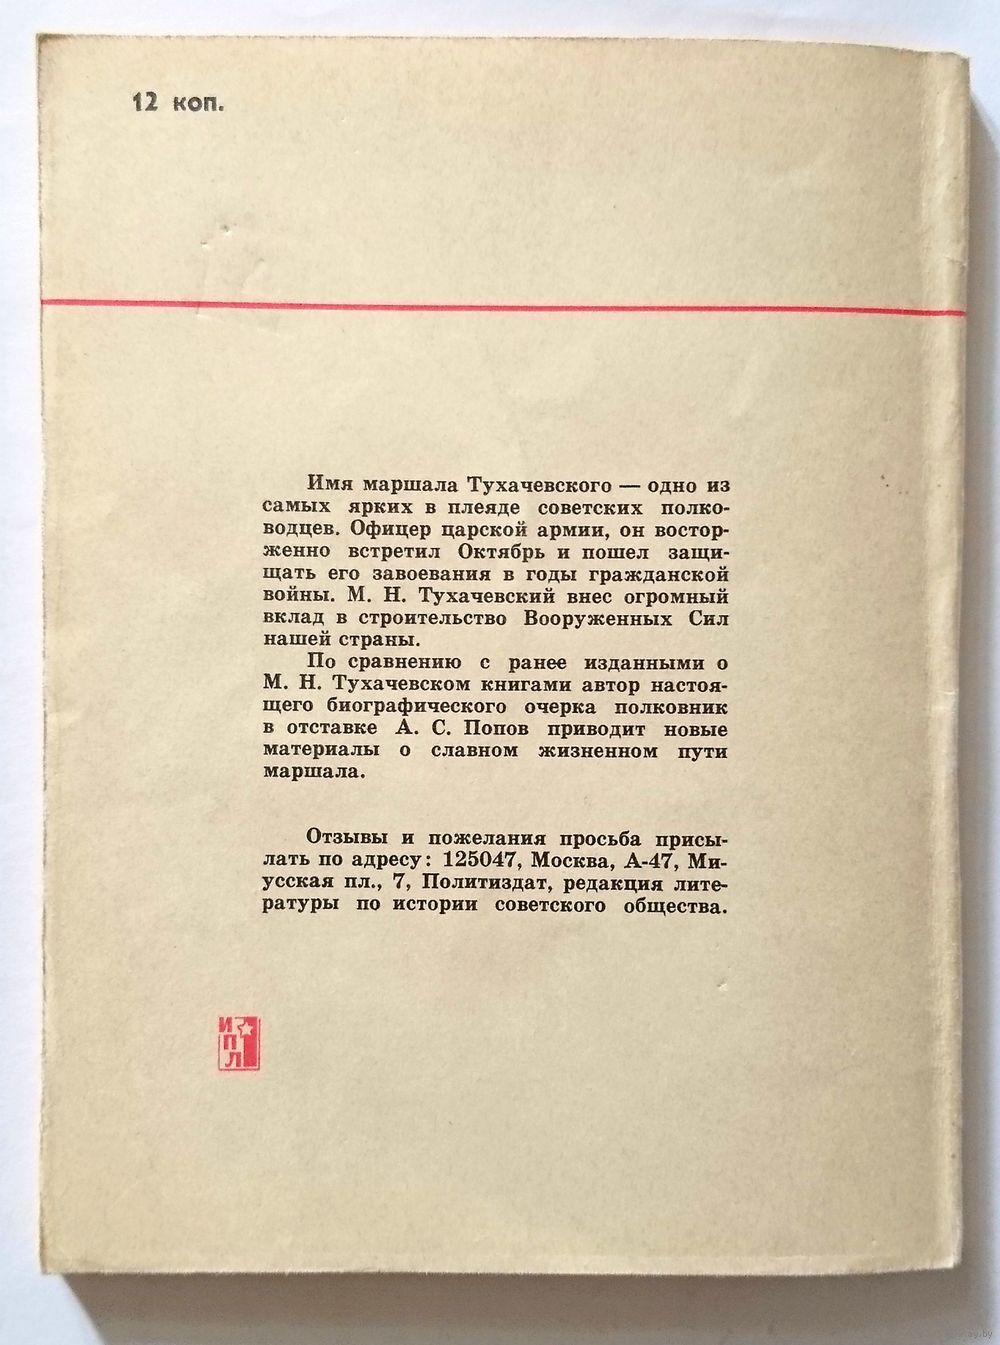 12 коп.
Имя маршала Тухачевского — одно из
самых ярких в плеяде советских полко-
водцев. Офицер царской армии, он востор-
женно встретил Октябрь и пошел защи-
щать его завоевания в годы гражданской
войны. М. Н. Тухачевский внес огромный
вклад в строительство Вооруженных Сил
нашей страны.
По сравнению с ранее изданными о
М. Н. Тухачевском книгами автор настоя-
щего биографического очерка полковник
в отставке А. С. Попов приводит новые
материалы о славном жизненном пути
маршала.
Отзывы и пожелания просьба присы-
лать по адресу: 125047, Москва, А-47, Ми-
усская пл., 7, Политиздат, редакция лите-
ратуры по истории советского общества.
И
П
Л